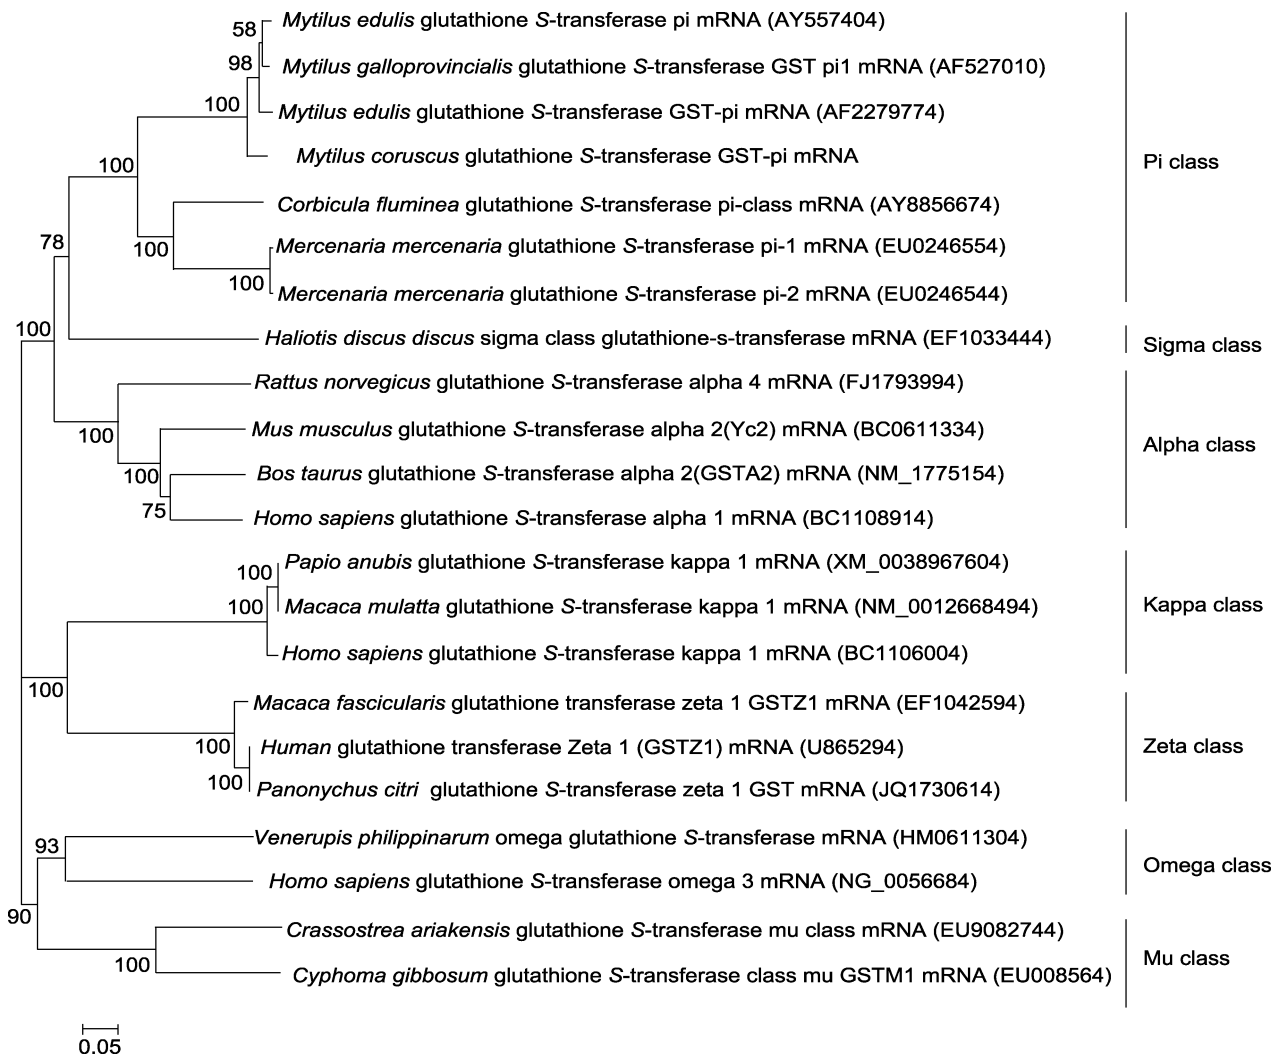 Mytilus edulis glutathione S-transferase pi mRNA (AY557404)
58
Mytilus galloprovincialis glutathione S-transferase GST pi1 mRNA (AF527010)
98
100
Mytilus edulis glutathione S-transferase GST-pi mRNA (AF2279774)
Mytilus coruscus glutathione S-transferase GST-pi mRNA
100
Pi class
Corbicula fluminea glutathione S-transferase pi-class mRNA (AY8856674)
78
100
Mercenaria mercenaria glutathione S-transferase pi-1 mRNA (EU0246554)
100
Mercenaria mercenaria glutathione S-transferase pi-2 mRNA (EU0246544)
100
Haliotis discus discus sigma class glutathione-s-transferase mRNA (EF1033444)
Sigma class
Rattus norvegicus glutathione S-transferase alpha 4 mRNA (FJ1793994)
100
Mus musculus glutathione S-transferase alpha 2(Yc2) mRNA (BC0611334)
Alpha class
100
Bos taurus glutathione S-transferase alpha 2(GSTA2) mRNA (NM_1775154)
75
Homo sapiens glutathione S-transferase alpha 1 mRNA (BC1108914)
100
Papio anubis glutathione S-transferase kappa 1 mRNA (XM_0038967604)
100
Macaca mulatta glutathione S-transferase kappa 1 mRNA (NM_0012668494)
Kappa class
Homo sapiens glutathione S-transferase kappa 1 mRNA (BC1106004)
100
Macaca fascicularis glutathione transferase zeta 1 GSTZ1 mRNA (EF1042594)
100
Human glutathione transferase Zeta 1 (GSTZ1) mRNA (U865294)
Zeta class
100
Panonychus citri glutathione S-transferase zeta 1 GST mRNA (JQ1730614)
Venerupis philippinarum omega glutathione S-transferase mRNA (HM0611304)
93
Omega class
Homo sapiens glutathione S-transferase omega 3 mRNA (NG_0056684)
90
Crassostrea ariakensis glutathione S-transferase mu class mRNA (EU9082744)
100
Mu class
Cyphoma gibbosum glutathione S-transferase class mu GSTM1 mRNA (EU008564)
0.05